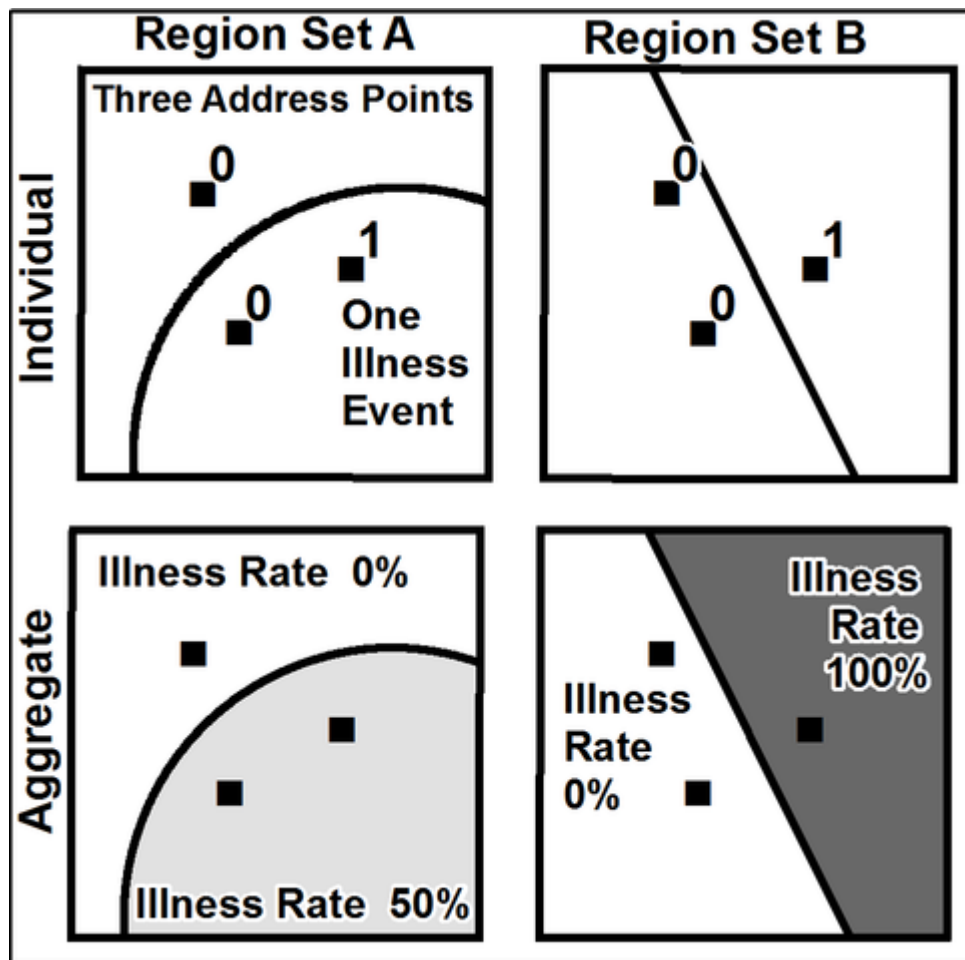 Region Set A
Region Set B
Individual
Three Address Points
0
1
0
One
Illness
Event
0
1
0
Aggregate
Illness Rate 0%
Illness Rate 50%
Illness
Rate
100%
Illness
Rate
0%